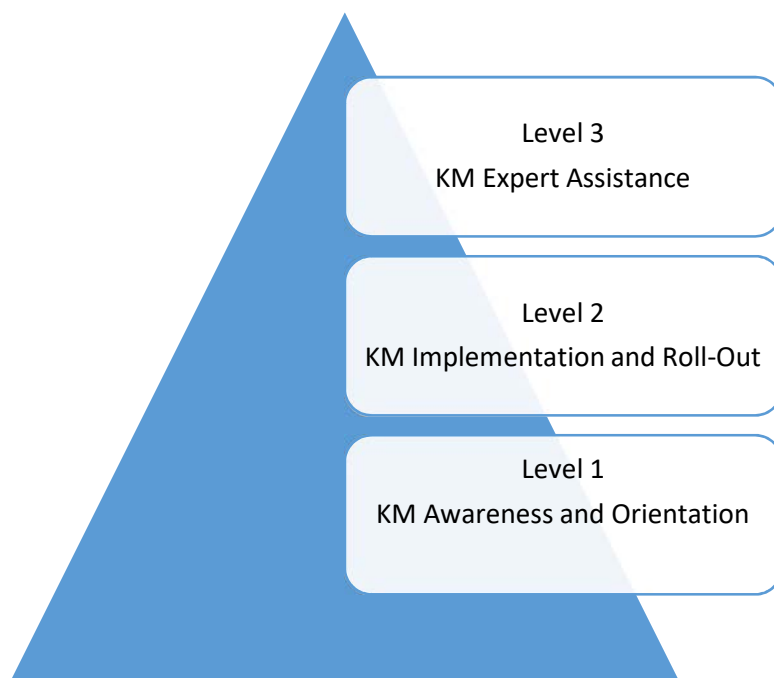 Level 3
KM Expert Assistance
Level 2
KM Implementation and Roll-Out
Level 1
KM Awareness and Orientation